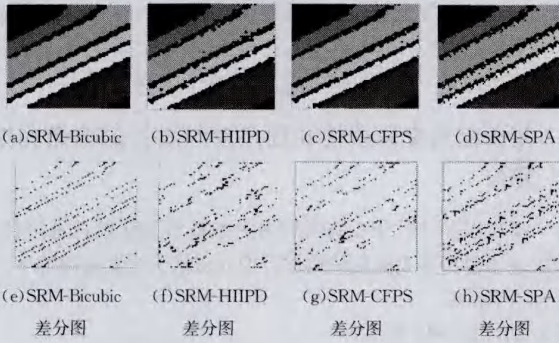 (a)SRM-Bicubic (b)SRM-HIIPD (c)SRM-CFPS (d)SRM-SPA
(e)SRM-Bicubic (f)SRM-HIIPD (g)SRM-CFPS (h)SRM-SPA
差分图 差分图 差分图 差分图